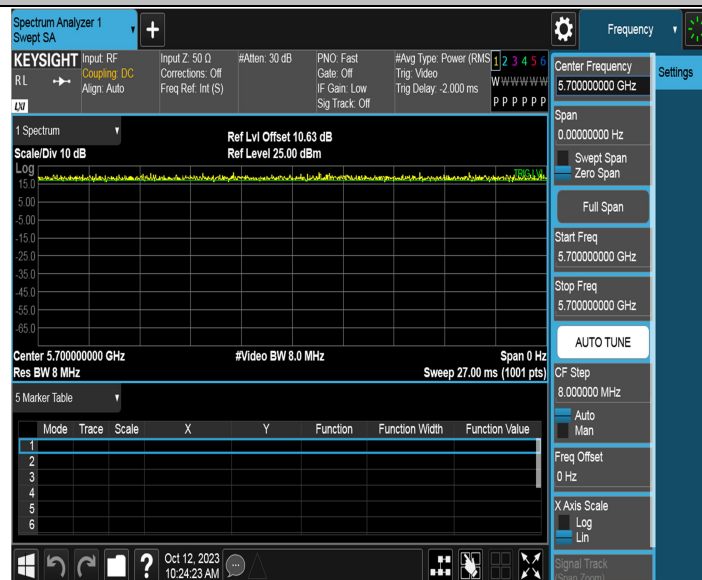 Spectrum Analyzer 1
Swept SA
+
Frequency
KEYSIGHT
RL
LXI
Input: RF
Coupling: DC
Align: Auto
Input Z: 50 Ω
Corrections: Off
Freq Ref: Int (S)
#Atten: 30 dB
PNO: Fast
Gate: Off
IF Gain: Low
Sig Track: Off
#Avg Type: Power (RMS
Trig: Video
Trig Delay: -2.000 ms
1 2 3 4 5 6
W W W W W W
P P P P P P
Center Frequency
5.700000000 GHz
Settings
Span
0.00000000 Hz
Swept Span
Zero Span
Full Span
Start Freq
5.700000000 GHz
Stop Freq
5.700000000 GHz
AUTO TUNE
CF Step
8.000000 MHz
Auto
Man
Freq Offset
0 Hz
X Axis Scale
Log
Lin
Signal Track
(Span Zoom)
1 Spectrum
Scale/Div 10 dB
Ref Lvl Offset 10.63 dB
Ref Level 25.00 dBm
Log
TRIG LVL
15.0
5.00
-5.00
-15.0
-25.0
-35.0
-45.0
-55.0
-65.0
Center 5.700000000 GHz
#Video BW 8.0 MHz
Span 0 Hz
Res BW 8 MHz
Sweep 27.00 ms (1001 pts)
5 Marker Table
Mode Trace Scale X Y Function Function Width Function Value
1
2
3
4
5
6
?
Oct 12, 2023
10:24:23 AM